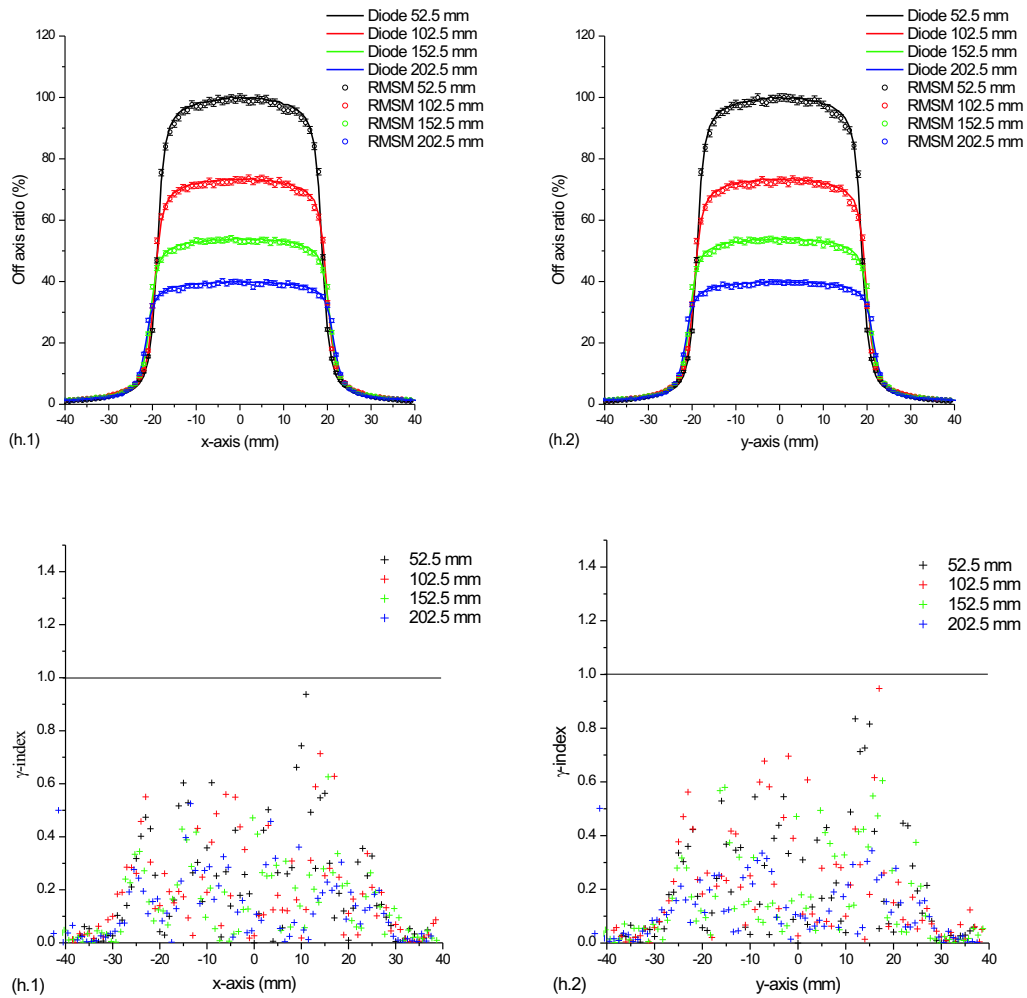 Diode 52.5 mm
Diode 102.5 mm
Diode 152.5 mm
Diode 202.5 mm
RMSM 52.5 mm
RMSM 102.5 mm
RMSM 152.5 mm
RMSM 202.5 mm
120
100
80
60
40
20
0
Off axis ratio (%)
-40 -30 -20 -10 0 10 20 30 40
x-axis (mm)
(h.1)
Diode 52.5 mm
Diode 102.5 mm
Diode 152.5 mm
Diode 202.5 mm
RMSM 52.5 mm
RMSM 102.5 mm
RMSM 152.5 mm
RMSM 202.5 mm
120
100
80
60
40
20
0
Off axis ratio (%)
-40 -30 -20 -10 0 10 20 30 40
y-axis (mm)
(h.2)
52.5 mm
102.5 mm
152.5 mm
202.5 mm
1.4
1.2
1.0
0.8
0.6
0.4
0.2
0.0
γ-index
-40 -30 -20 -10 0 10 20 30 40
x-axis (mm)
(h.1)
52.5 mm
102.5 mm
152.5 mm
202.5 mm
1.4
1.2
1.0
0.8
0.6
0.4
0.2
0.0
γ-index
-40 -30 -20 -10 0 10 20 30 40
y-axis (mm)
(h.2)